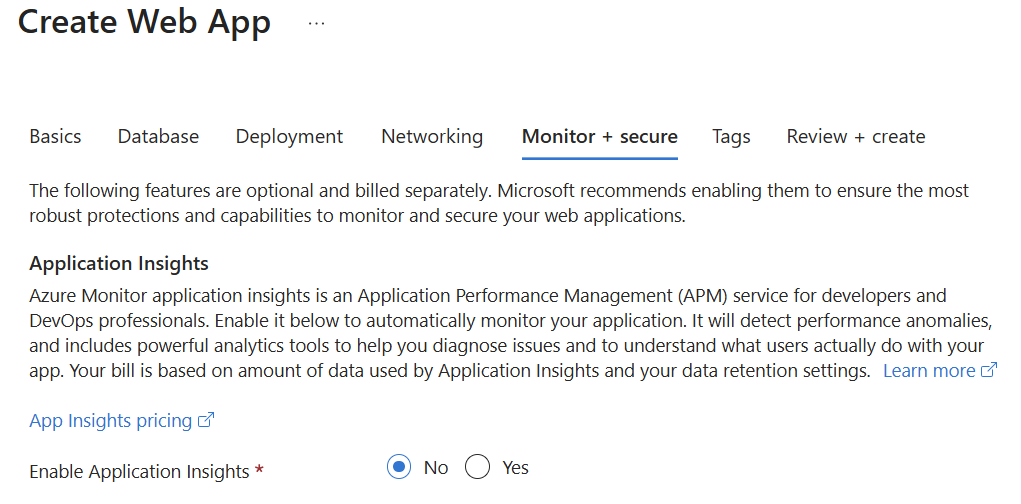 Create Web App ...
Basics Database Deployment Networking Monitor + secure Tags Review + create
The following features are optional and billed separately. Microsoft recommends enabling them to ensure the most
robust protections and capabilities to monitor and secure your web applications.
Application Insights
Azure Monitor application insights is an Application Performance Management (APM) service for developers and
DevOps professionals. Enable it below to automatically monitor your application. It will detect performance anomalies,
and includes powerful analytics tools to help you diagnose issues and to understand what users actually do with your
app. Your bill is based on amount of data used by Application Insights and your data retention settings. Learn more
App Insights pricing
Enable Application Insights * No Yes